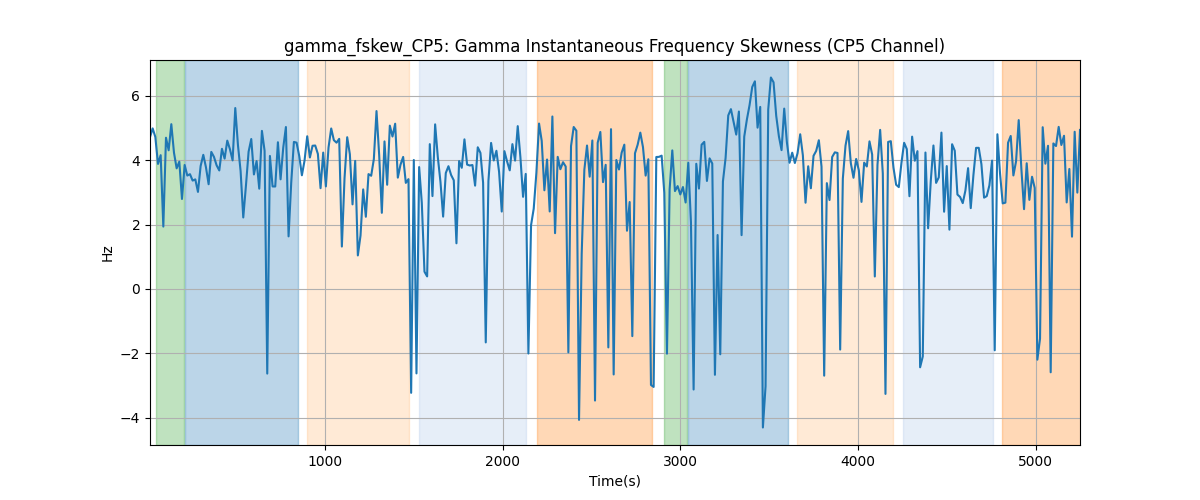 gamma_fskew_CP5: Gamma Instantaneous Frequency Skewness (CP5 Channel)
6
4
2
0
−2
−4
Hz
1000 2000 3000 4000 5000
Time(s)